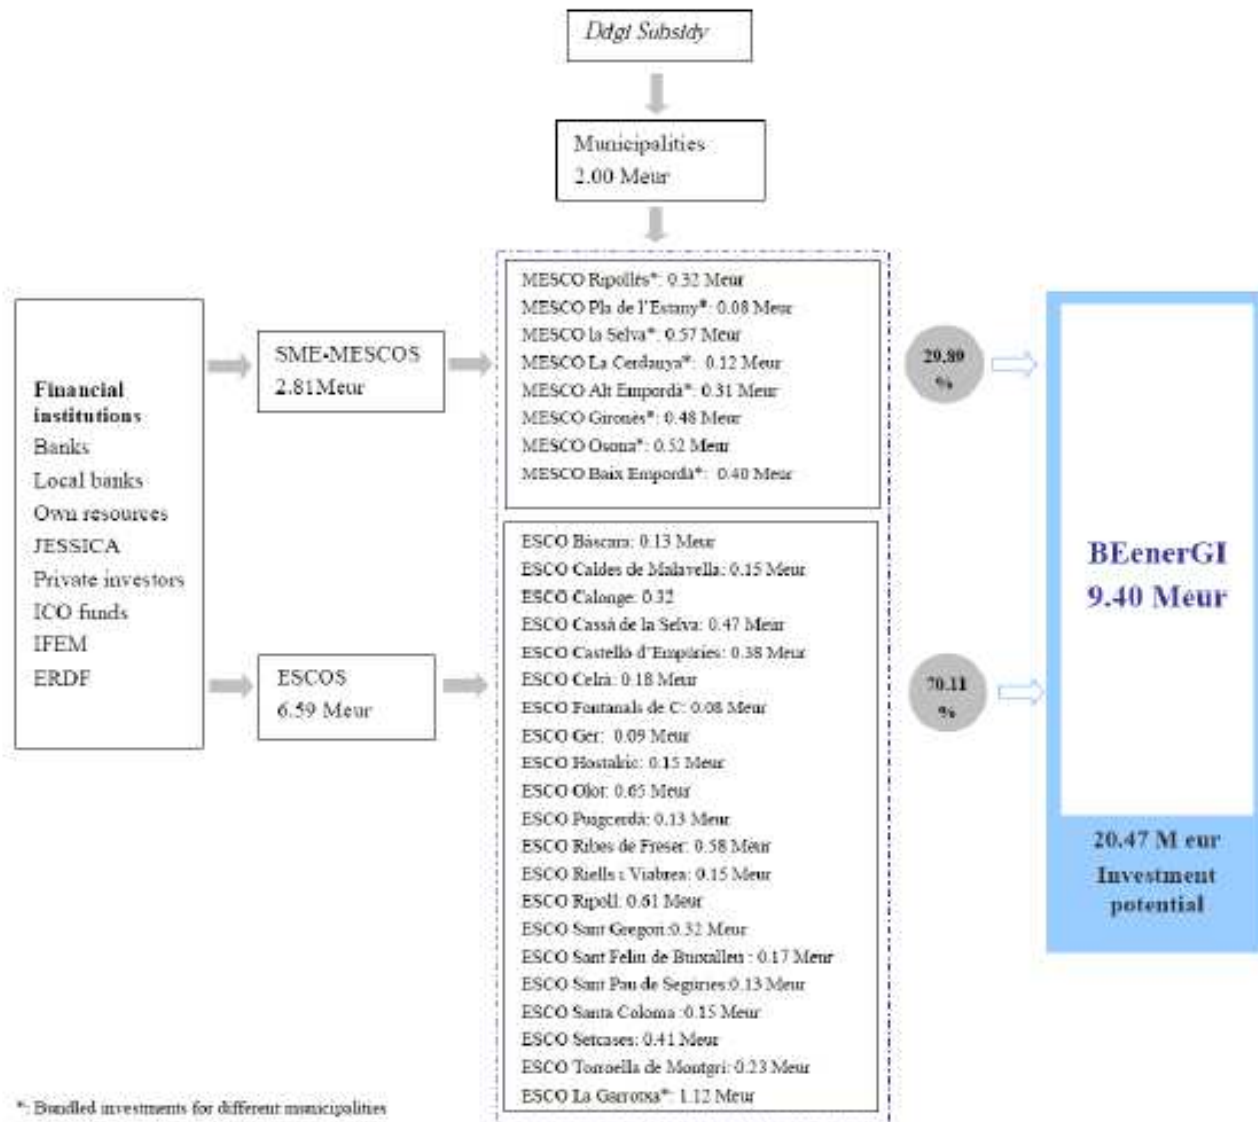 Ddgi Subsidy
Municipalities
2.00 Meur
Financial
institutions
Banks
Local banks
Own resources
JESSICA
Private investors
ICO funds
IFEM
ERDF
SME-MESCOS
2.81Meur
ESCOS
6.59 Meur
MESCO Ripollès*: 0.32 Meur
MESCO Pla de l'Estany*: 0.08 Meur
MESCO la Selva*: 0.57 Meur
MESCO La Cerdanya*: 0.12 Meur
MESCO Alt Empordà*: 0.31 Meur
MESCO Gironès*: 0.48 Meur
MESCO Osona*: 0.52 Meur
MESCO Baix Empordà*: 0.40 Meur
ESCO Bàscara: 0.13 Meur
ESCO Caldes de Malavella: 0.15 Meur
ESCO Calonge: 0.32
ESCO Cassà de la Selva: 0.47 Meur
ESCO Castelló d'Empúries: 0.38 Meur
ESCO Celrà: 0.18 Meur
ESCO Fontanals de C: 0.08 Meur
ESCO Ger: 0.09 Meur
ESCO Hostalric: 0.15 Meur
ESCO Olot: 0.65 Meur
ESCO Puigcerdà: 0.13 Meur
ESCO Ribes de Freser: 0.58 Meur
ESCO Riells i Viabrea: 0.15 Meur
ESCO Ripoll: 0.61 Meur
ESCO Sant Gregori:0.32 Meur
ESCO Sant Feliu de Buixalleu : 0.17 Meur
ESCO Sant Pau de Segúries:0.13 Meur
ESCO Santa Coloma :0.15 Meur
ESCO Setcases: 0.41 Meur
ESCO Torroella de Montgrí: 0.23 Meur
ESCO La Garrotxa*: 1.12 Meur
29.89
%
70.11
%
BEenerGI
9.40 Meur
20.47 M eur
Investment
potential
*: Bundled investments for different municipalities